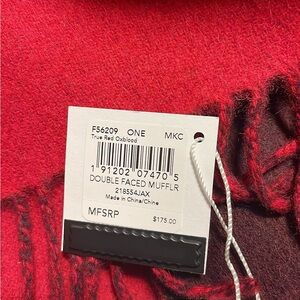 F56209 ONE MKC
True Red Oxblood
1 91202 07470 5
DOUBLE FACED MUFFLR
218554JAX
Made in China/Chine
MFSRP $175.00